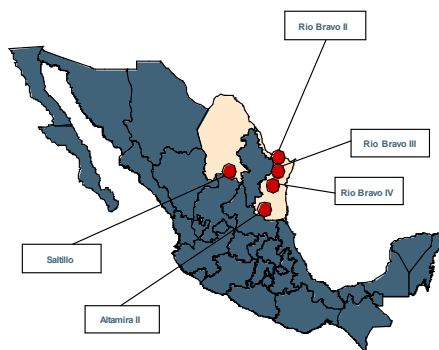 Rio Bravo II
Rio Bravo III
Rio Bravo IV
Saltillo
Altamira II